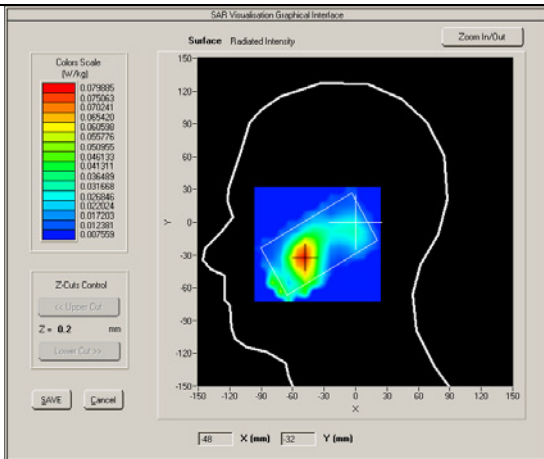 SAR Visualisation Graphical Interface
Surface Radiated Intensity
Zoom In/Out
Colors Scale
(W/kg)
0.079885
0.075063
0.070241
0.065420
0.060598
0.055776
0.050955
0.046133
0.041311
0.036489
0.031668
0.026846
0.022024
0.017203
0.012381
0.007559
Z-Cuts Control
<< Upper Cut
Z = 0.2 mm
Lower Cut >>
SAVE Cancel
Y
150
120
90
60
30
0
-30
-60
-90
-120
-150
-150 -120 -90 -60 -30 0 30 60 90 120 150
X
-48 X (mm) -32 Y (mm)